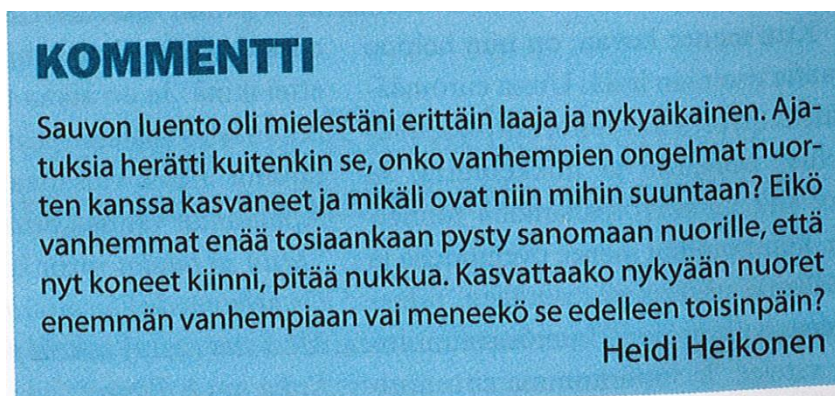 KOMMENTTI
Sauvon luento oli mielestäni erittäin laaja ja nykyaikainen. Aja-
tuksia herätti kuitenkin se, onko vanhempien ongelmat nuor-
ten kanssa kasvaneet ja mikäli ovat niin mihin suuntaan? Eikö
vanhemmat enää tosiaankaan pysty sanomaan nuorille, että
nyt koneet kiinni, pitää nukkua. Kasvattaako nykyään nuoret
enemmän vanhempiaan vai meneekö se edelleen toisinpäin?
Heidi Heikonen